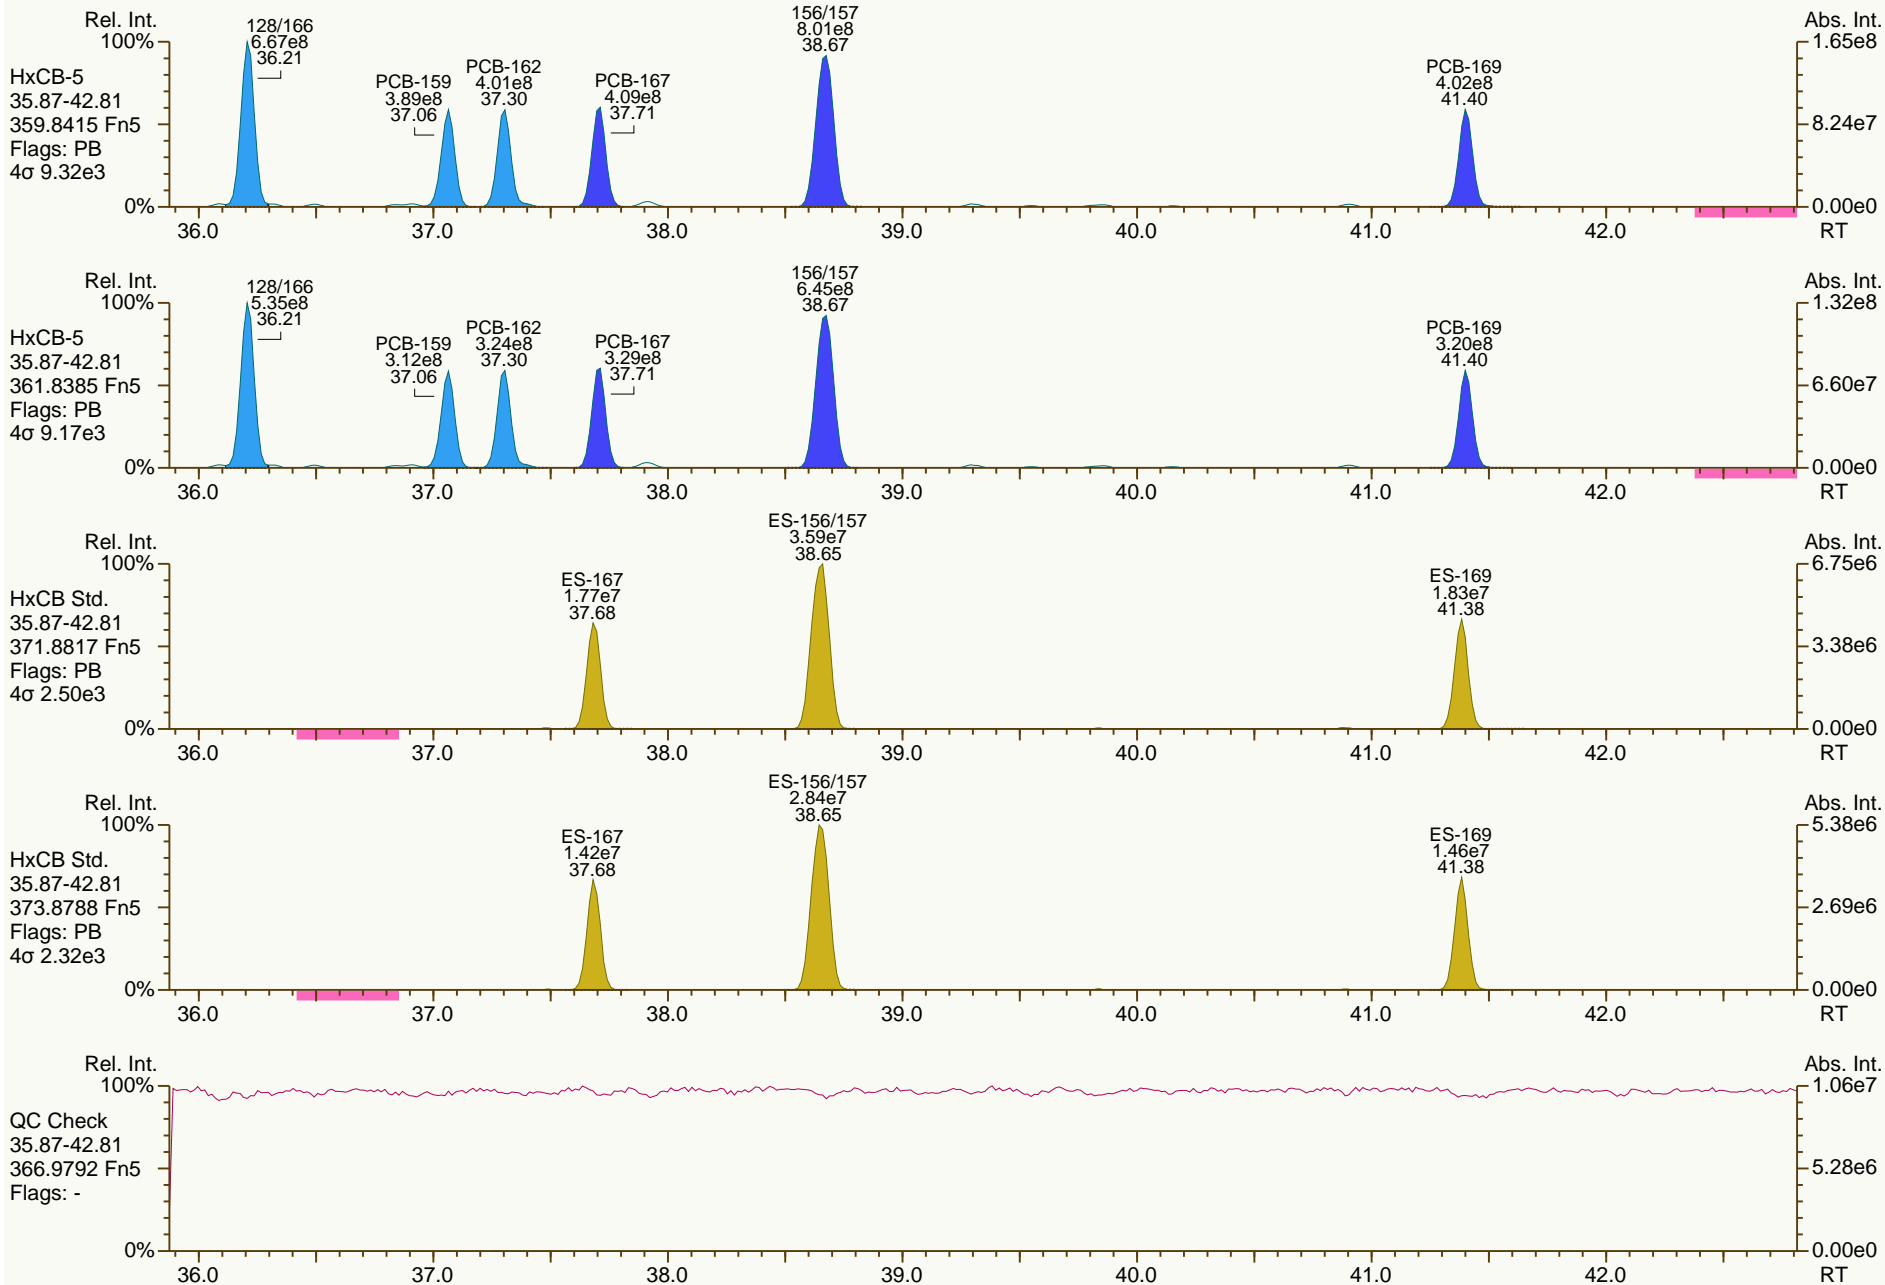 Rel. Int.
Abs. Int.
100%
0%
HxCB-5
35.87-42.81
359.8415 Fn5
Flags: PB
4σ 9.32e3
128/166
6.67e8
36.21
PCB-159
3.89e8
37.06
PCB-162
4.01e8
37.30
PCB-167
4.09e8
37.71
156/157
8.01e8
38.67
PCB-169
4.02e8
41.40
1.65e8
8.24e7
0.00e0
36.0 37.0 38.0 39.0 40.0 41.0 42.0 RT
Rel. Int.
Abs. Int.
100%
0%
HxCB-5
35.87-42.81
361.8385 Fn5
Flags: PB
4σ 9.17e3
128/166
5.35e8
36.21
PCB-159
3.12e8
37.06
PCB-162
3.24e8
37.30
PCB-167
3.29e8
37.71
156/157
6.45e8
38.67
PCB-169
3.20e8
41.40
1.32e8
6.60e7
0.00e0
36.0 37.0 38.0 39.0 40.0 41.0 42.0 RT
Rel. Int.
Abs. Int.
100%
0%
HxCB Std.
35.87-42.81
371.8817 Fn5
Flags: PB
4σ 2.50e3
ES-167
1.77e7
37.68
ES-156/157
3.59e7
38.65
ES-169
1.83e7
41.38
6.75e6
3.38e6
0.00e0
36.0 37.0 38.0 39.0 40.0 41.0 42.0 RT
Rel. Int.
Abs. Int.
100%
0%
HxCB Std.
35.87-42.81
373.8788 Fn5
Flags: PB
4σ 2.32e3
ES-167
1.42e7
37.68
ES-156/157
2.84e7
38.65
ES-169
1.46e7
41.38
5.38e6
2.69e6
0.00e0
36.0 37.0 38.0 39.0 40.0 41.0 42.0 RT
Rel. Int.
Abs. Int.
100%
0%
QC Check
35.87-42.81
366.9792 Fn5
Flags: -
1.06e7
5.28e6
0.00e0
36.0 37.0 38.0 39.0 40.0 41.0 42.0 RT